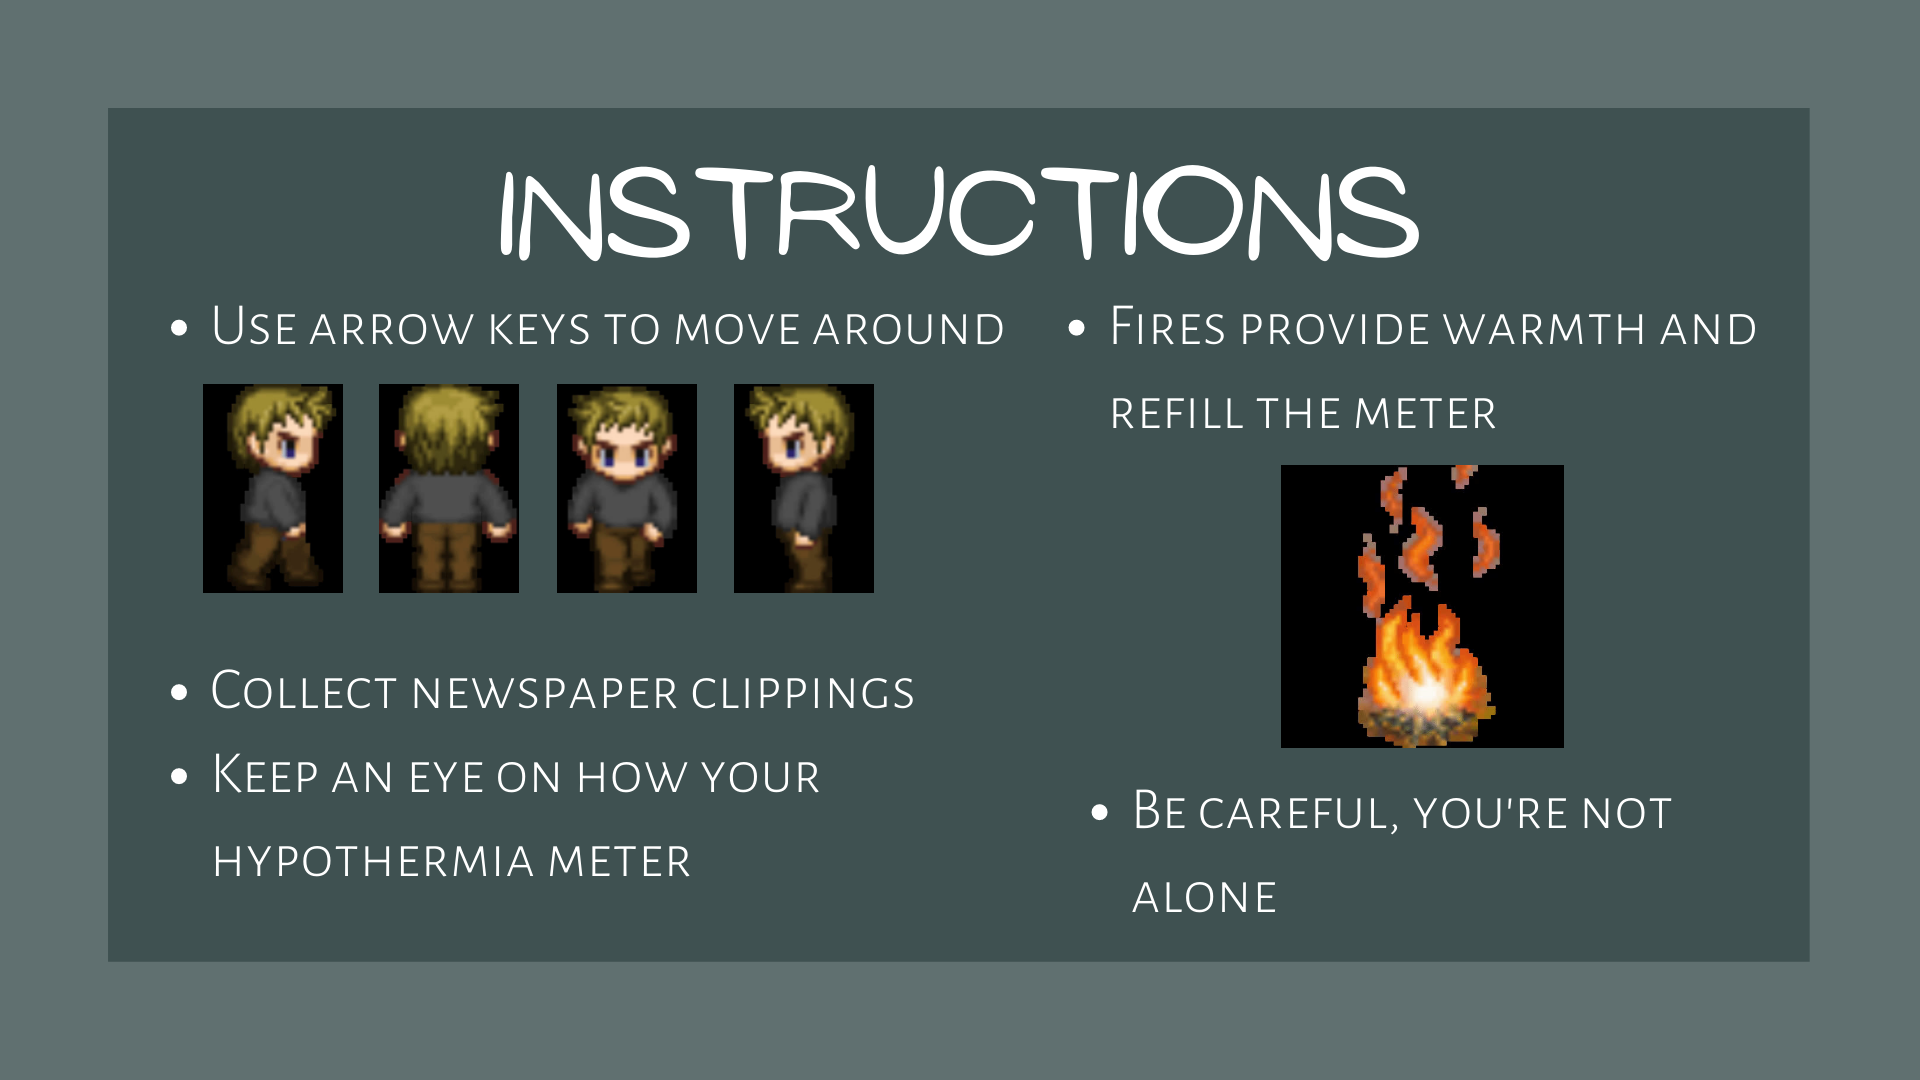 INSTRUCTIONS
• Use arrow keys to move around
• Collect newspaper clippings
• Keep an eye on how your
hypothermia meter
• Fires provide warmth and
refill the meter
• Be careful, you're not
alone